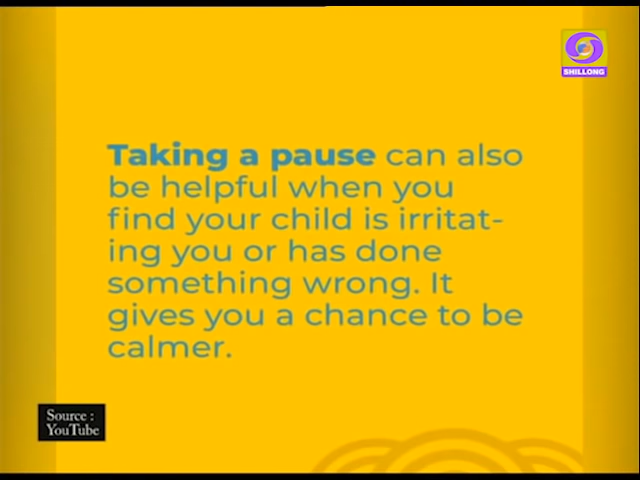 SHILLONG
Taking a pause can also
be helpful when you
find your child is irritat-
ing you or has done
something wrong. It
gives you a chance to be
calmer.
Source :
YouTube